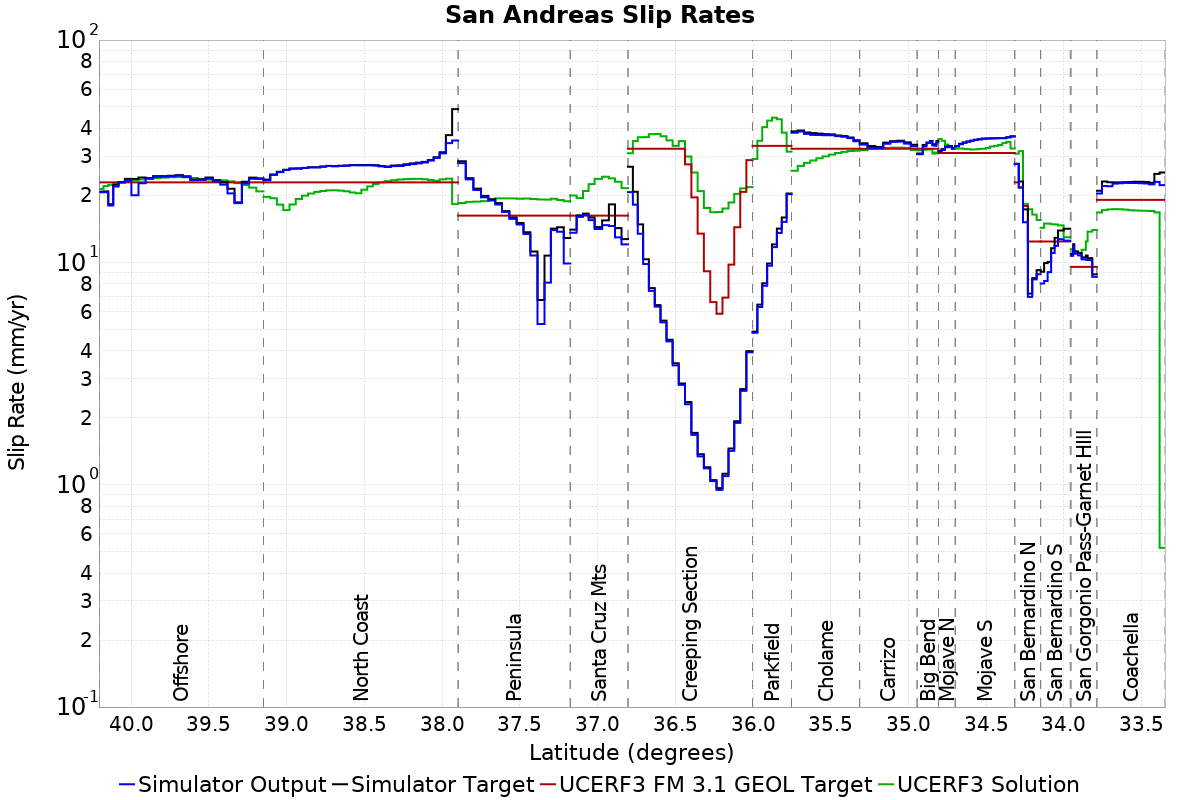 San Andreas Slip Rates
10^2
8
6
4
3
2
10^1
8
6
4
3
2
10^0
8
6
4
3
2
10^-1
Slip Rate (mm/yr)
Offshore
North Coast
Peninsula
Santa Cruz Mts
Creeping Section
Parkfield
Cholame
Carrizo
Big Bend
Mojave N
Mojave S
San Bernardino N
San Bernardino S
San Gorgonio Pass-Garnet HIll
Coachella
40.0 39.5 39.0 38.5 38.0 37.5 37.0 36.5 36.0 35.5 35.0 34.5 34.0 33.5
Latitude (degrees)
Simulator Output Simulator Target UCERF3 FM 3.1 GEOL Target UCERF3 Solution